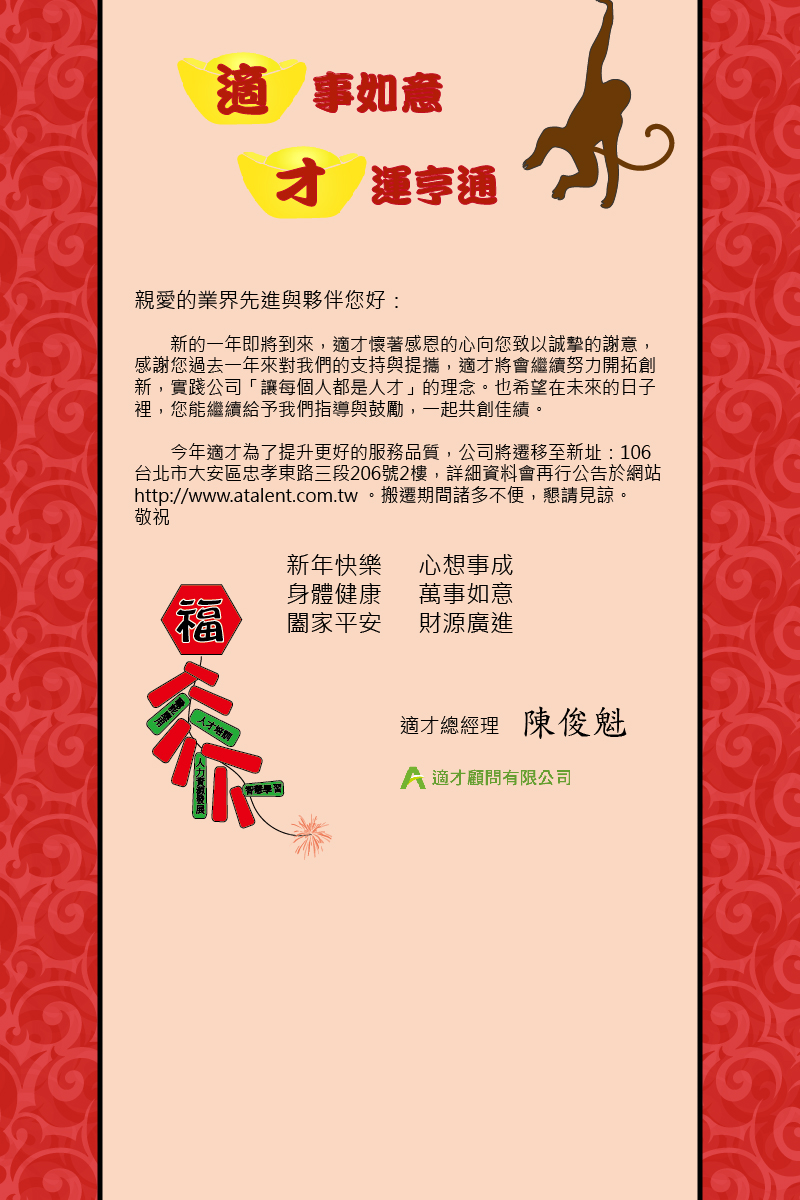 適事如意
才運亨通
親愛的業界先進與夥伴您好：
新的一年即將到來，適才懷著感恩的心向您致以誠摯的謝意，
感謝您過去一年來對我們的支持與提攜，適才將會繼續努力開拓創
新，實踐公司「讓每個人都是人才」的理念。也希望在未來的日子
裡，您能繼續給予我們指導與鼓勵，一起共創佳績。
今年適才為了提升更好的服務品質，公司將遷移至新址：106
台北市大安區忠孝東路三段206號2樓，詳細資料會再行公告於網站
http://www.atalent.com.tw 。搬遷期間諸多不便，懇請見諒。
敬祝
新年快樂 心想事成
身體健康 萬事如意
闔家平安 財源廣進
福
人才培訓
人力資源發展
智慧學習
適才總經理 陳俊魁
適才顧問有限公司